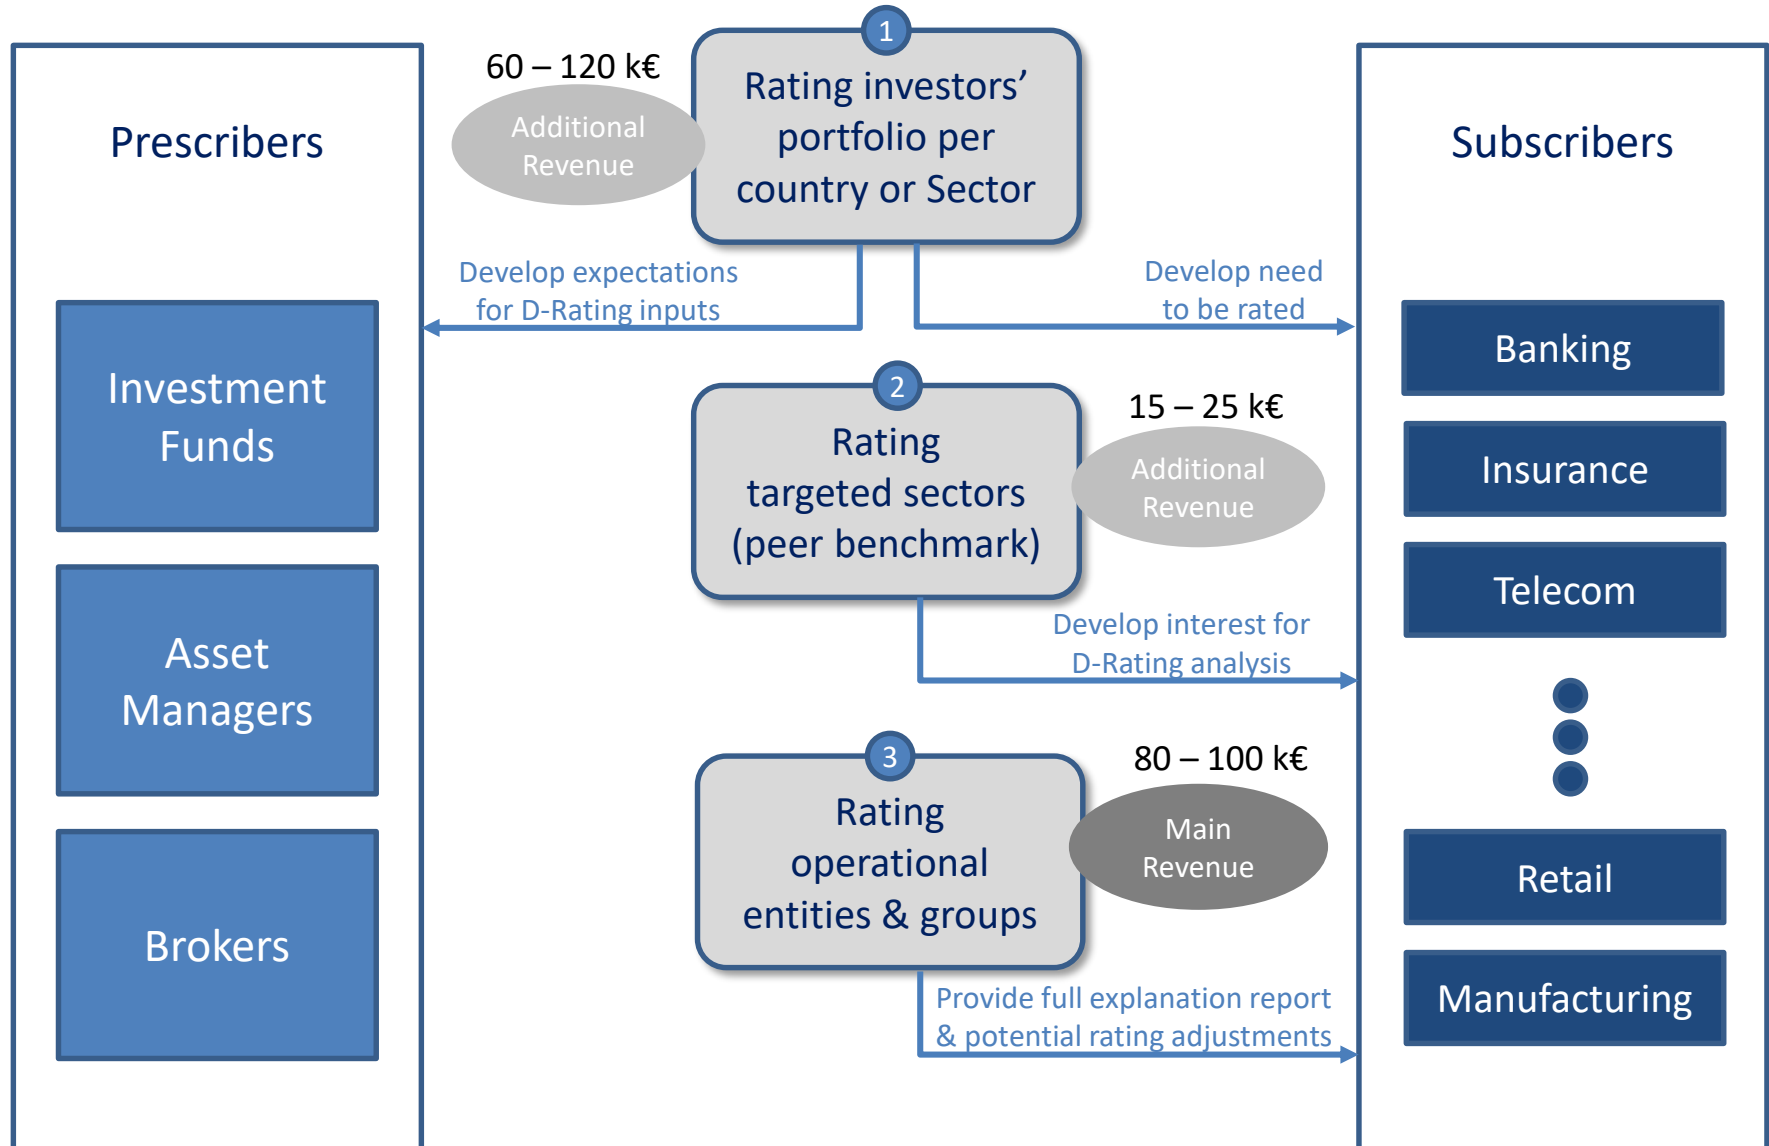 Prescribers
Investment
Funds
Asset
Managers
Brokers
60 – 120 k€
Additional
Revenue
1
Rating investors’
portfolio per
country or Sector
Develop expectations
for D-Rating inputs
Develop need
to be rated
2
Rating
targeted sectors
(peer benchmark)
15 – 25 k€
Additional
Revenue
Develop interest for
D-Rating analysis
3
Rating
operational
entities & groups
80 – 100 k€
Main
Revenue
Provide full explanation report
& potential rating adjustments
Subscribers
Banking
Insurance
Telecom
Retail
Manufacturing